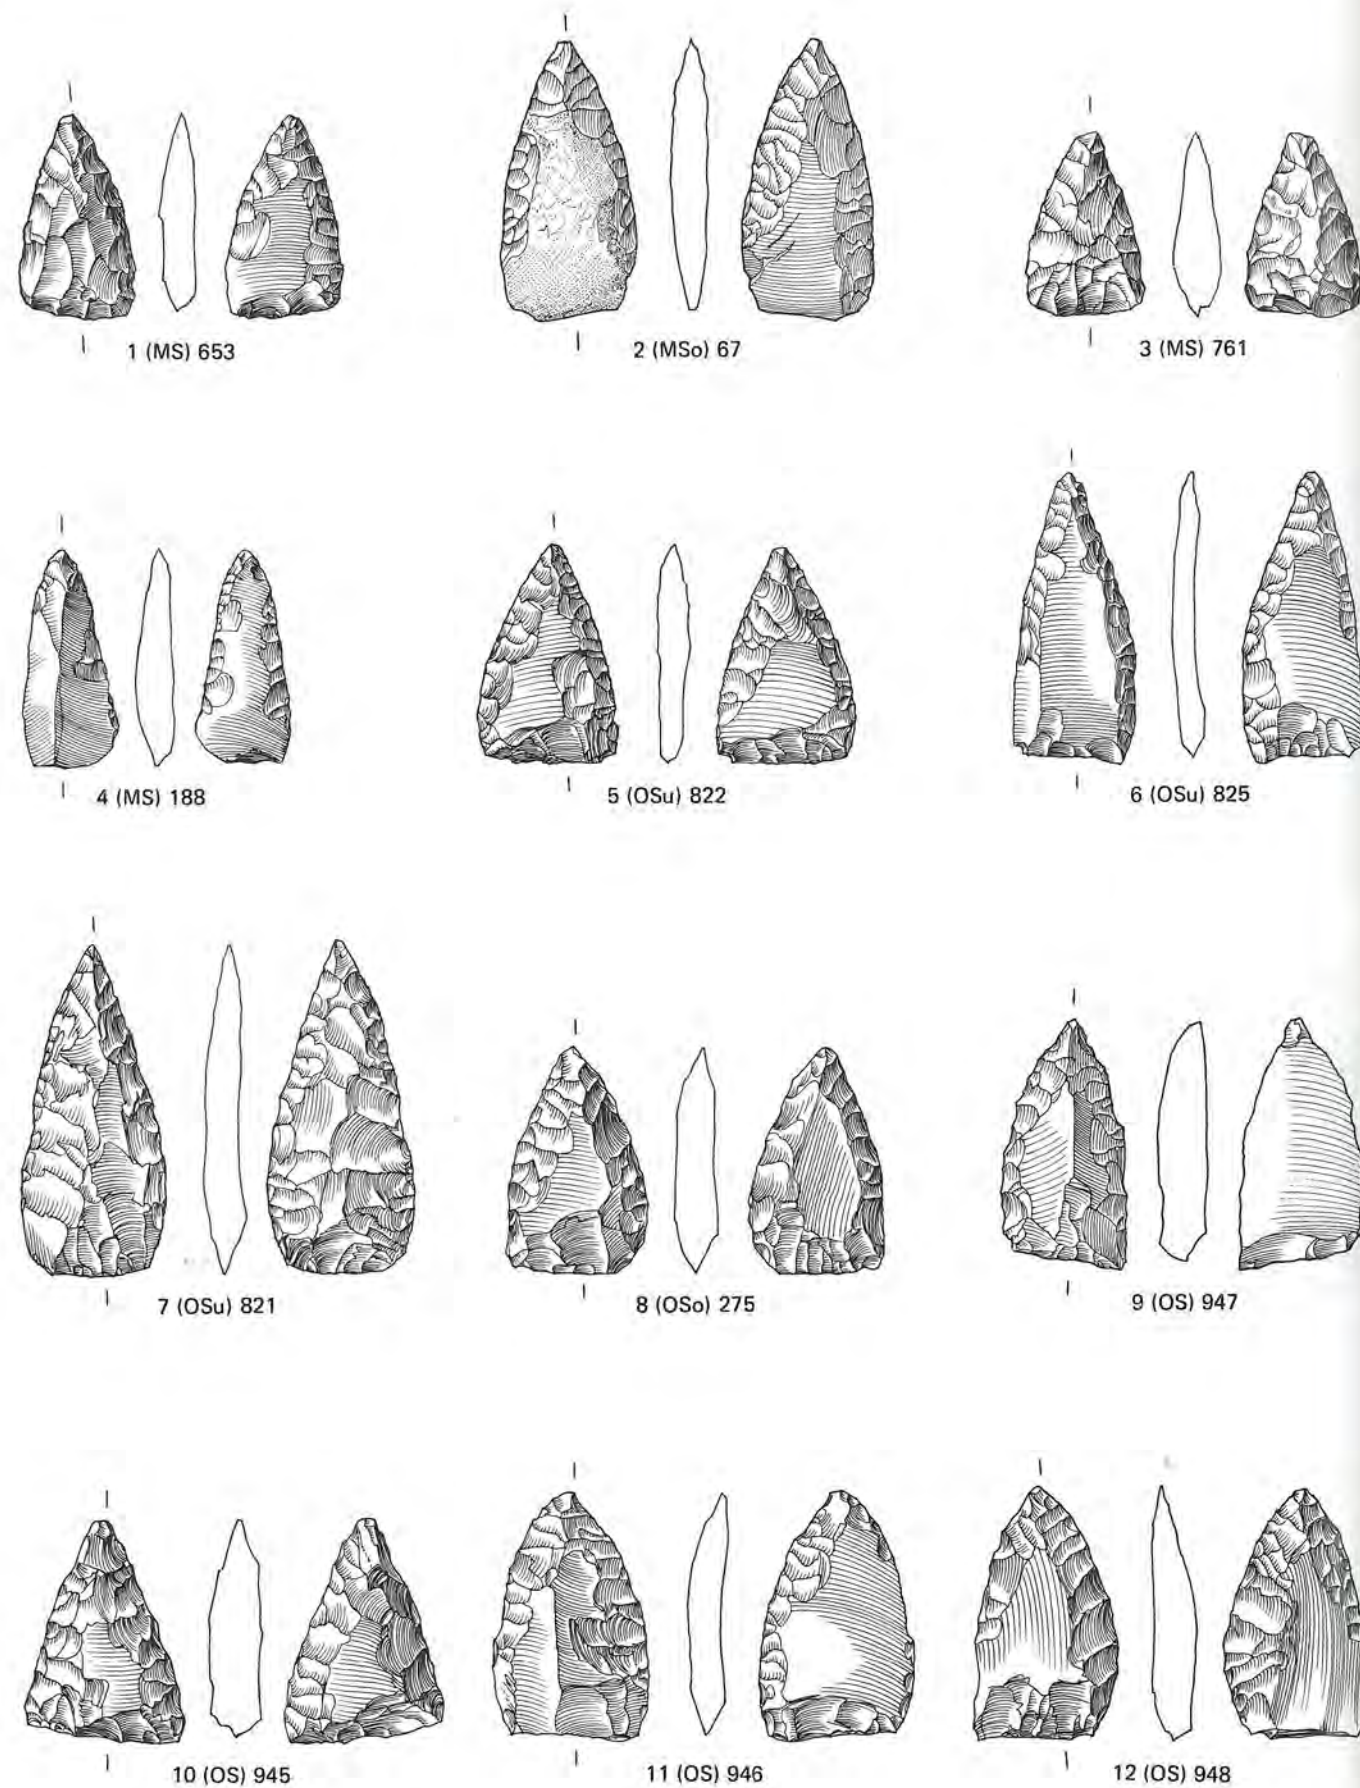 1 (MS) 653
2 (MSo) 67
3 (MS) 761
4 (MS) 188
5 (OSu) 822
6 (OSu) 825
7 (OSu) 821
8 (OSo) 275
9 (OS) 947
10 (OS) 945
11 (OS) 946
12 (OS) 948